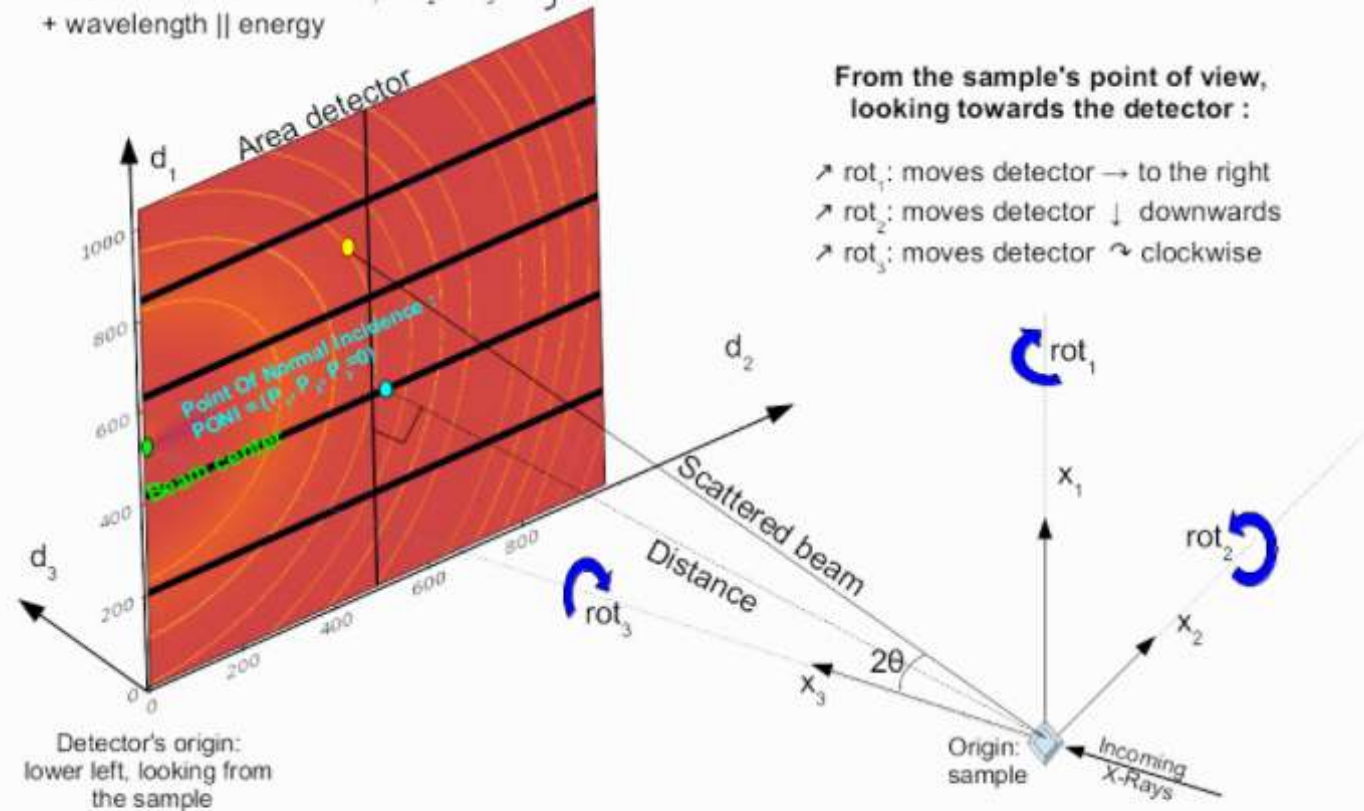 + wavelength || energy
Area detector
From the sample's point of view,
looking towards the detector :
↗ rot₁: moves detector → to the right
↗ rot₂: moves detector ↓ downwards
↗ rot₃: moves detector ↷ clockwise
d₁
1000
800
600
400
200
0
Point Of Normal Incidence :
PONI = (P₁, P₂, P₃=0)
Beam center
d₂
d₃
0
200
400
600
800
Scattered beam
Distance
2θ
rot₁
x₁
rot₂
x₂
rot₃
x₃
Origin:
sample
Incoming
X-Rays
Detector's origin:
lower left, looking from
the sample